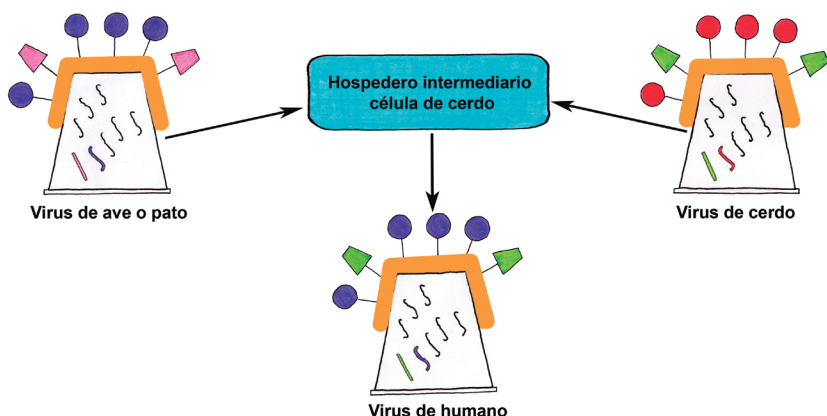 Hospedero intermediario
célula de cerdo
Virus de ave o pato
Virus de cerdo
Virus de humano